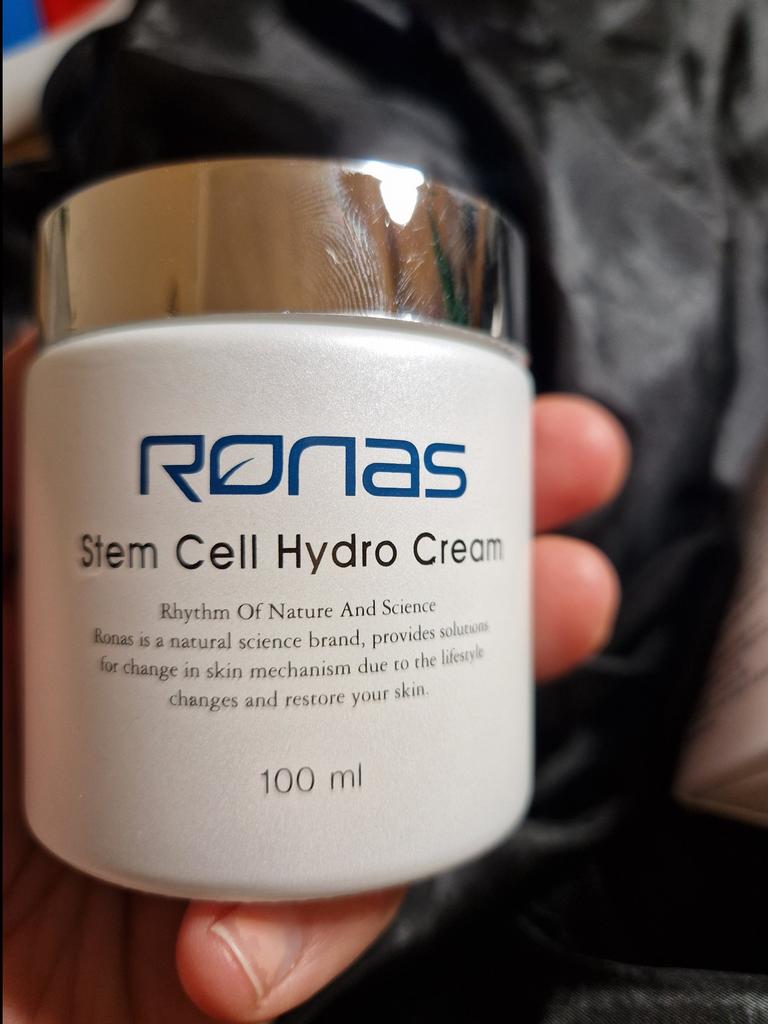 RONAS
Stem Cell Hydro Cream
Rhythm Of Nature And Science
Ronas is a natural science brand, provides solutions
for change in skin mechanism due to the lifestyle
changes and restore your skin.
100 ml